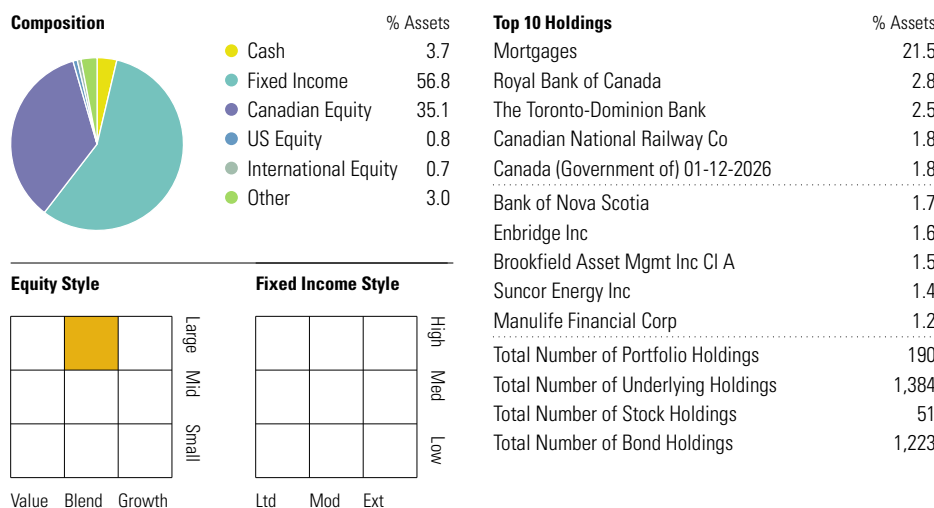 Composition % Assets
Cash 3.7
Fixed Income 56.8
Canadian Equity 35.1
US Equity 0.8
International Equity 0.7
Other 3.0
Equity Style
Large
Mid
Small
Value Blend Growth
Fixed Income Style
High
Med
Low
Ltd Mod Ext
Top 10 Holdings % Assets
Mortgages 21.5
Royal Bank of Canada 2.8
The Toronto-Dominion Bank 2.5
Canadian National Railway Co 1.8
Canada (Government of) 01-12-2026 1.8
Bank of Nova Scotia 1.7
Enbridge Inc 1.6
Brookfield Asset Mgmt Inc Cl A 1.5
Suncor Energy Inc 1.4
Manulife Financial Corp 1.2
Total Number of Portfolio Holdings 190
Total Number of Underlying Holdings 1,384
Total Number of Stock Holdings 51
Total Number of Bond Holdings 1,223